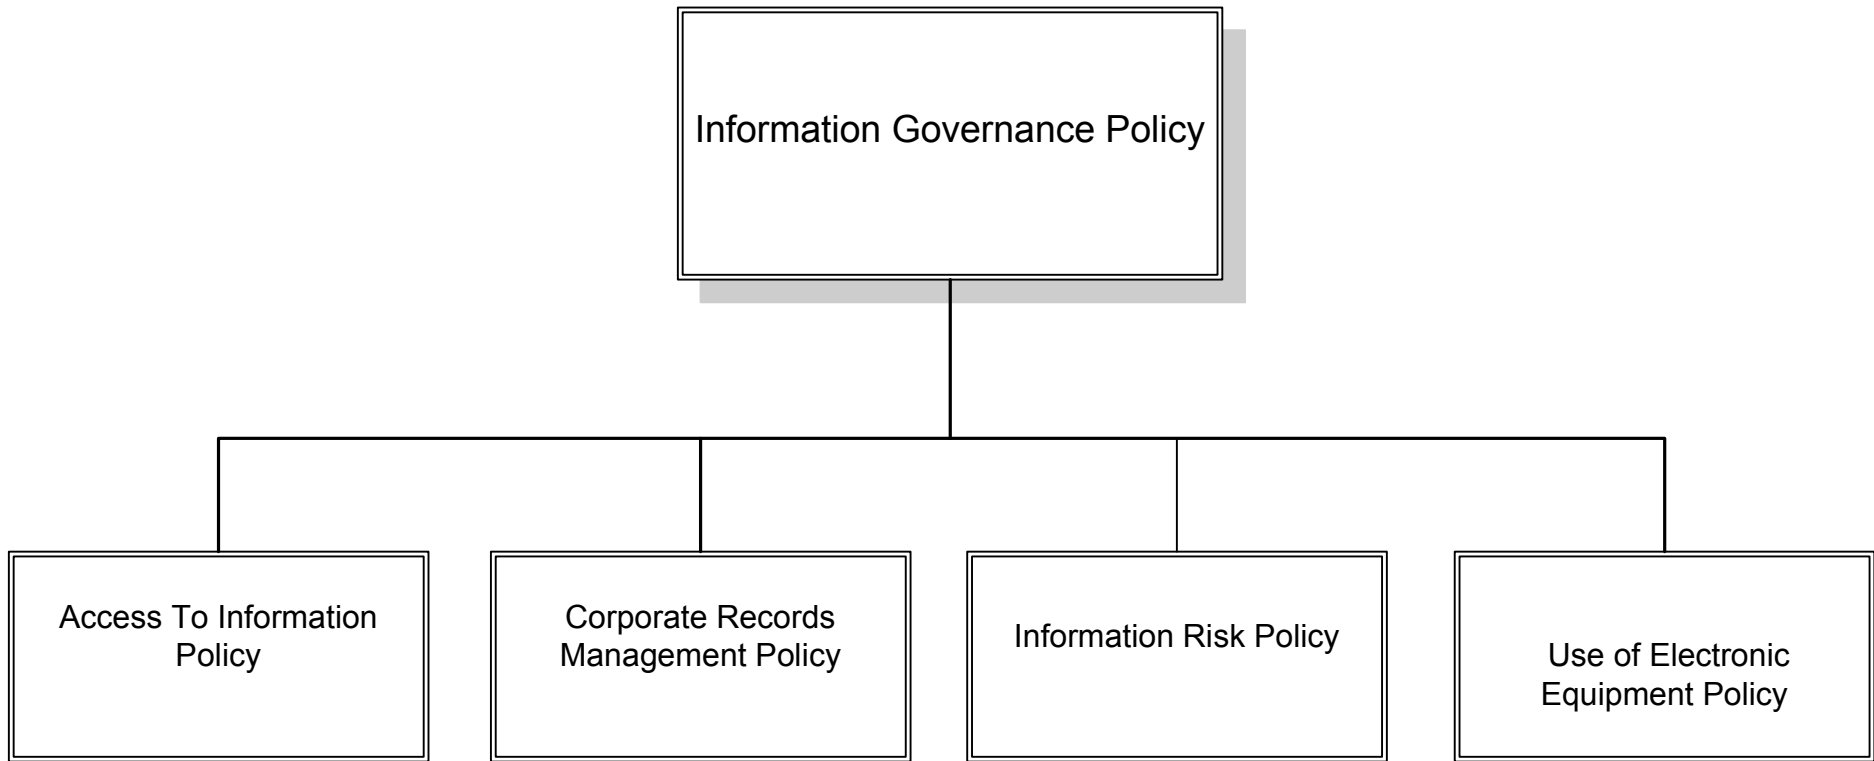 Information Governance Policy
Access To Information
Policy
Corporate Records
Management Policy
Information Risk Policy
Use of Electronic
Equipment Policy